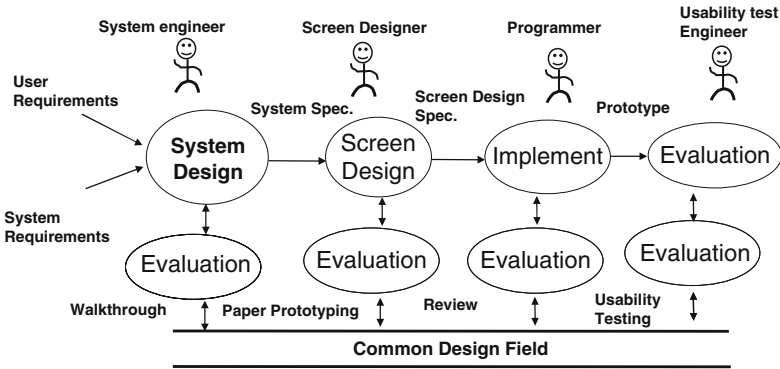 System engineer
Screen Designer
Programmer
Usability test
Engineer
User
Requirements
System Spec.
Screen Design
Spec.
Prototype
System
Design
Screen
Design
Implement
Evaluation
System
Requirements
Evaluation
Evaluation
Evaluation
Evaluation
Walkthrough
Paper Prototyping
Review
Usability
Testing
Common Design Field